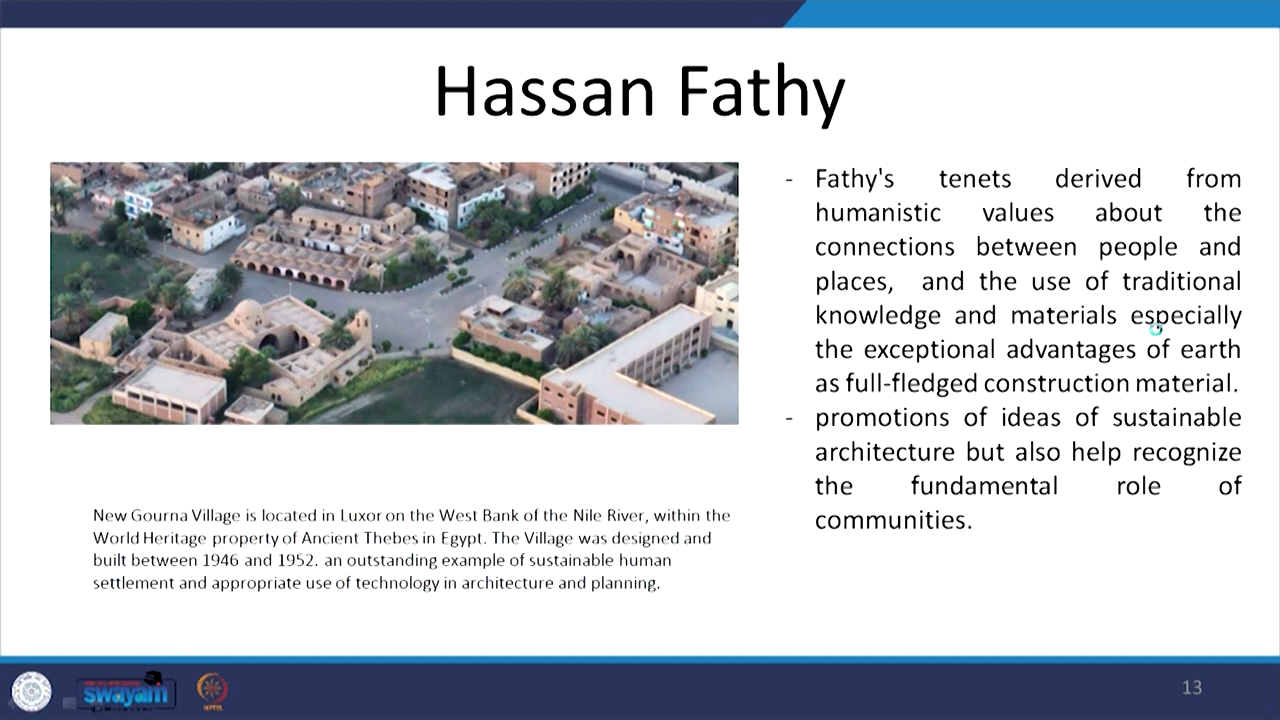 Hassan Fathy
- Fathy's tenets derived from
humanistic values about the
connections between people and
places, and the use of traditional
knowledge and materials especially
the exceptional advantages of earth
as full-fledged construction material.
- promotions of ideas of sustainable
architecture but also help recognize
the fundamental role of
communities.
New Gourna Village is located in Luxor on the West Bank of the Nile River, within the
World Heritage property of Ancient Thebes in Egypt. The Village was designed and
built between 1946 and 1952. an outstanding example of sustainable human
settlement and appropriate use of technology in architecture and planning.
swayam
13